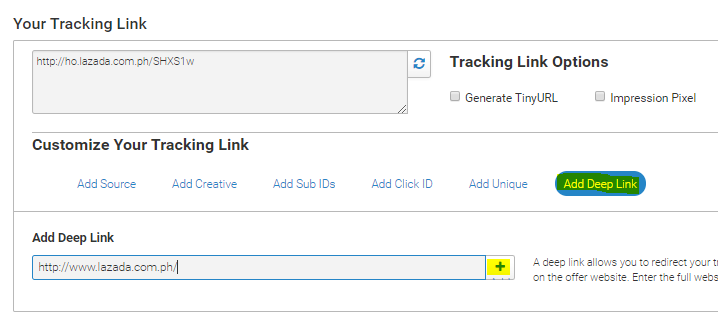 Your Tracking Link
http://ho.lazada.com.ph/SHXS1w
Tracking Link Options
Generate TinyURL
Impression Pixel
Customize Your Tracking Link
Add Source
Add Creative
Add Sub IDs
Add Click ID
Add Unique
Add Deep Link
Add Deep Link
http://www.lazada.com.ph/
A deep link allows you to redirect your t
on the offer website. Enter the full webs